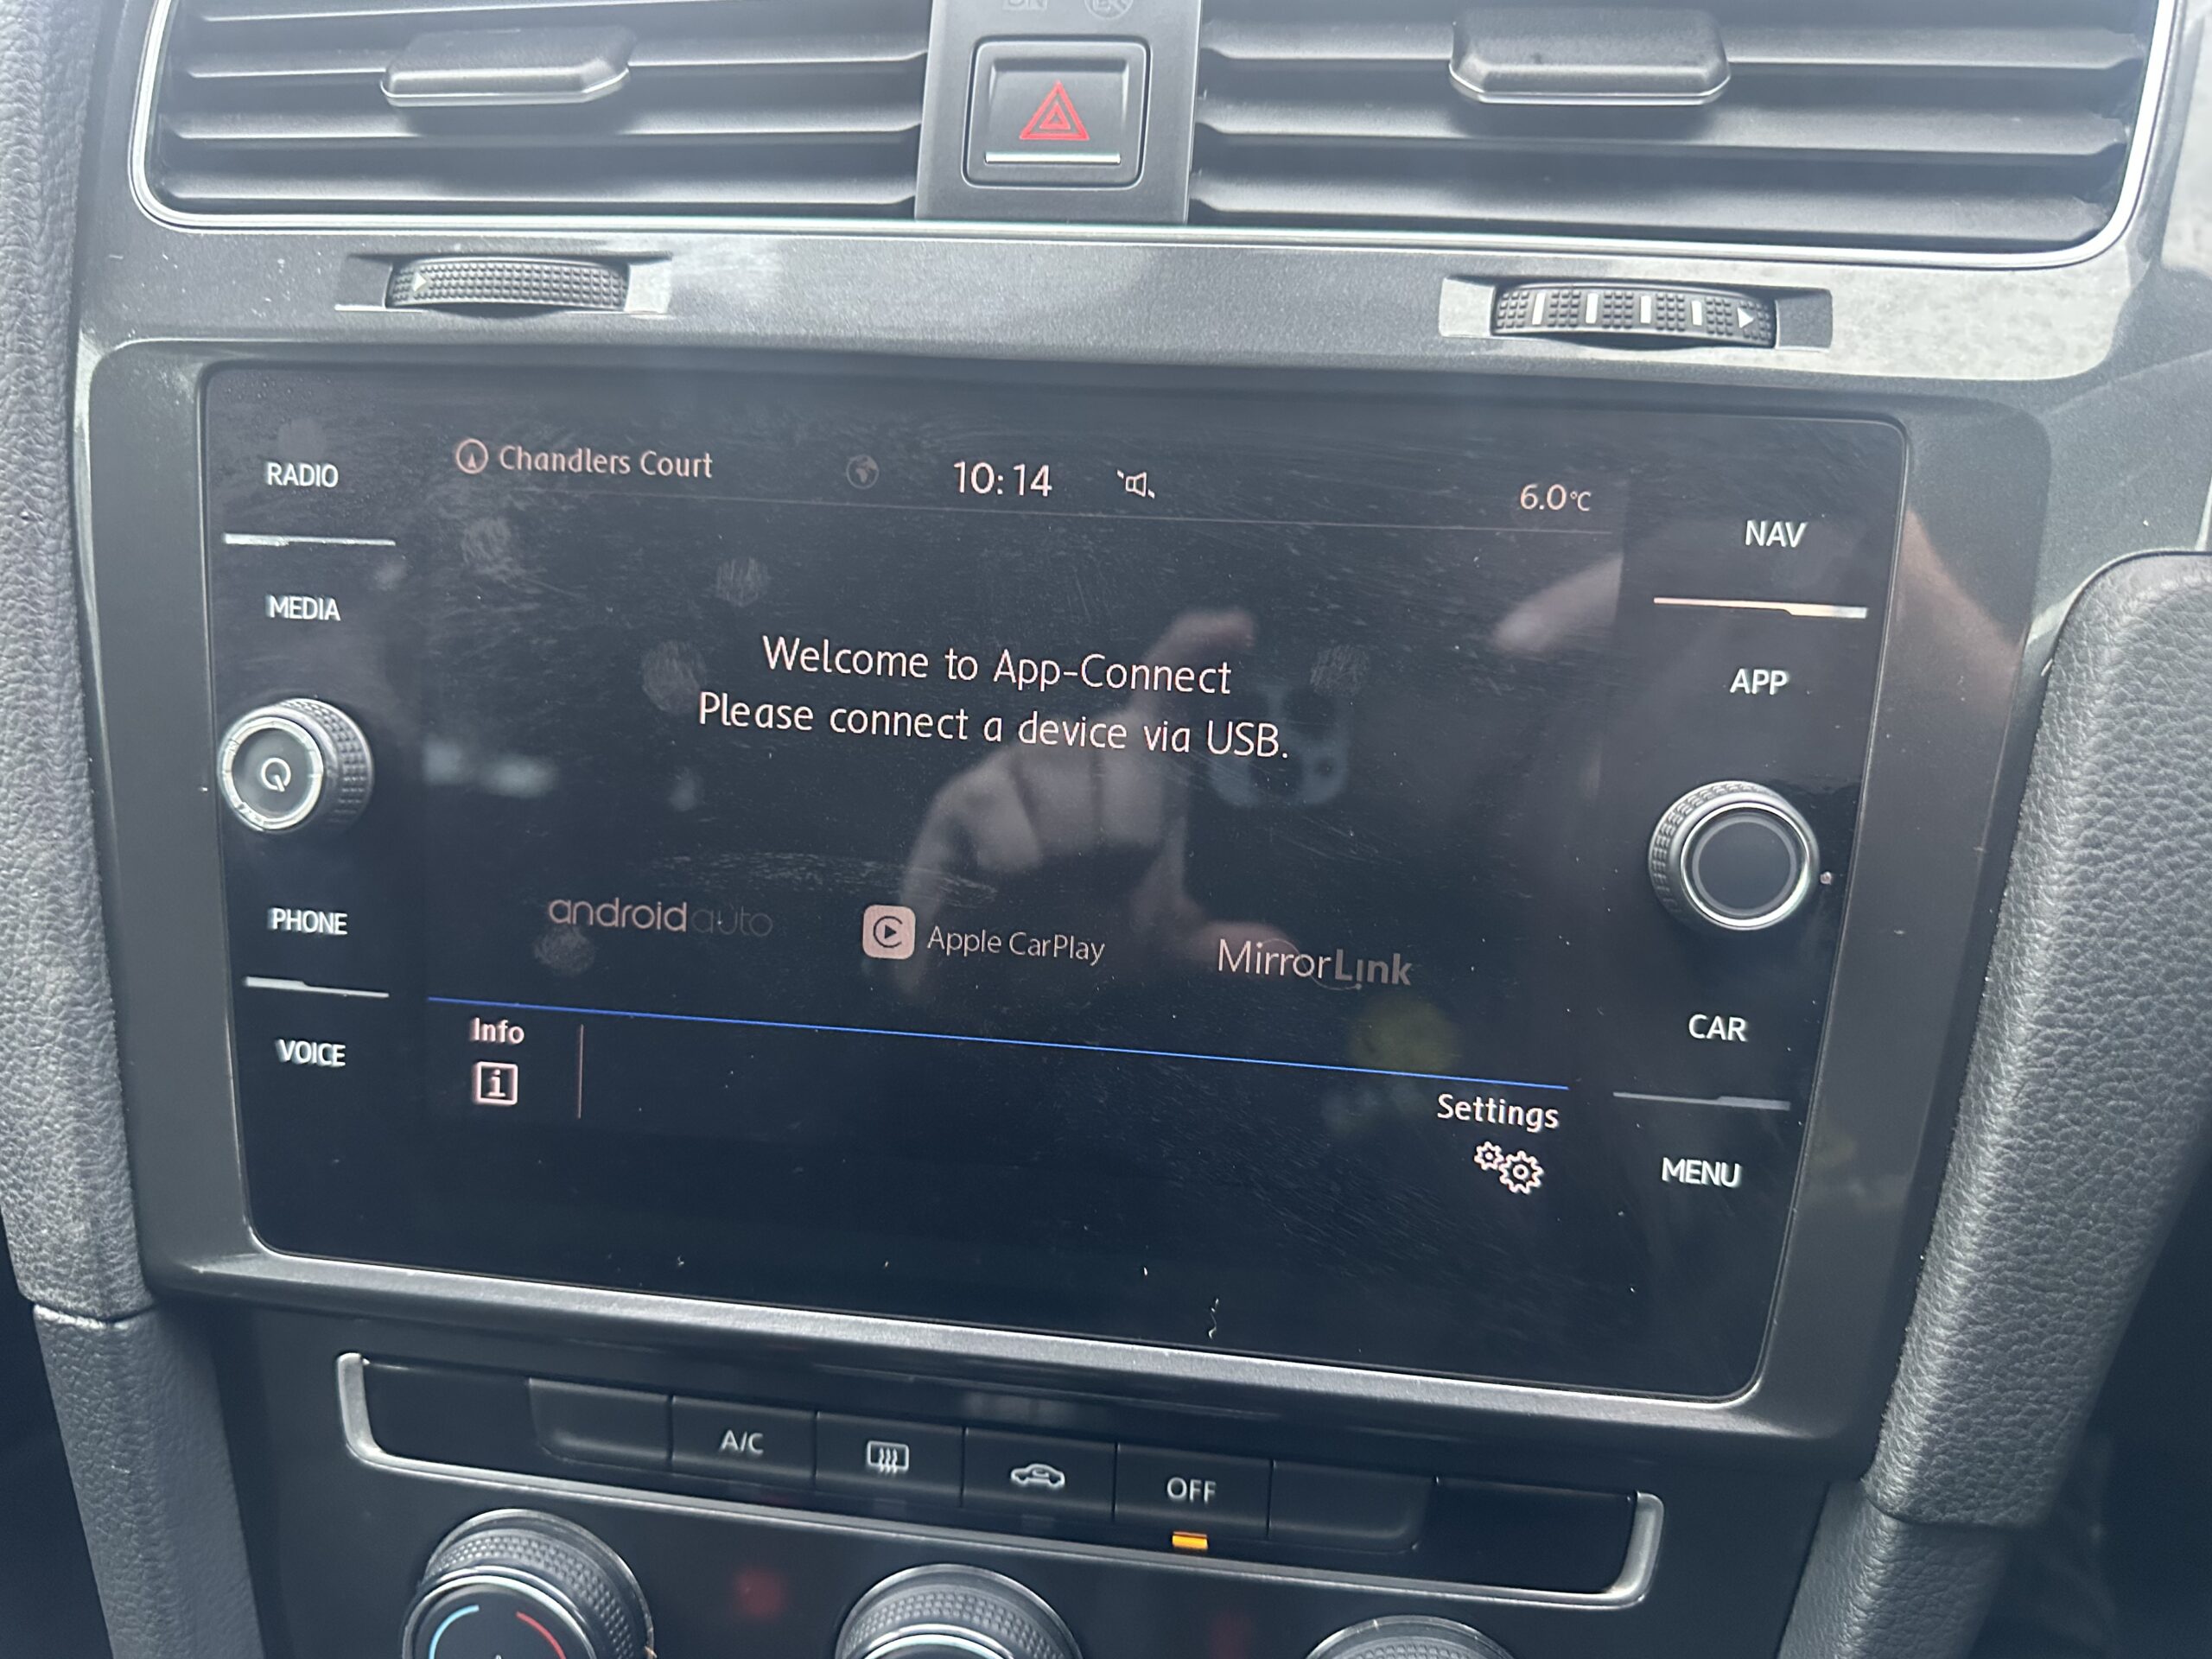 RADIO
MEDIA
PHONE
VOICE
Chandlers Court
10:14
6.0°C
Welcome to App-Connect
Please connect a device via USB.
androidauto
Apple CarPlay
MirrorLink
Info
i
Settings
NAV
APP
CAR
MENU
A/C
OFF